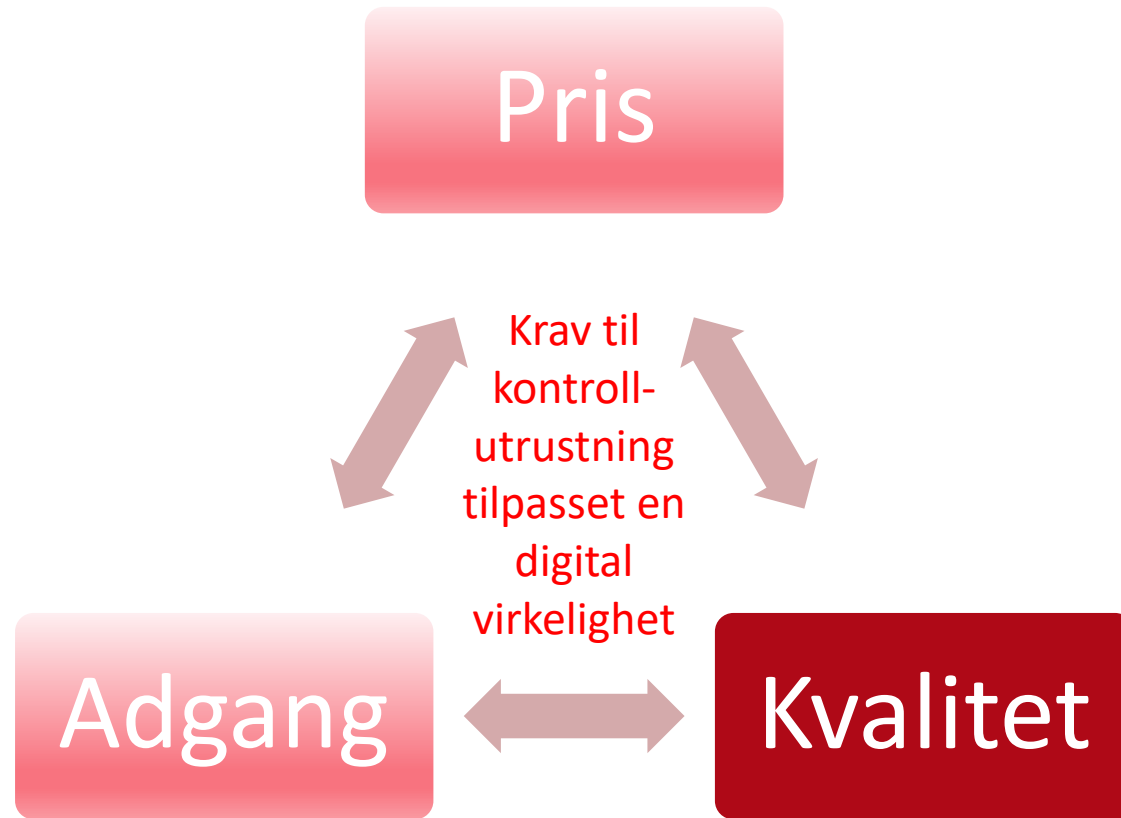 Pris
Krav til
kontroll-
utrustning
tilpasset en
digital
virkelighet
Adgang
Kvalitet